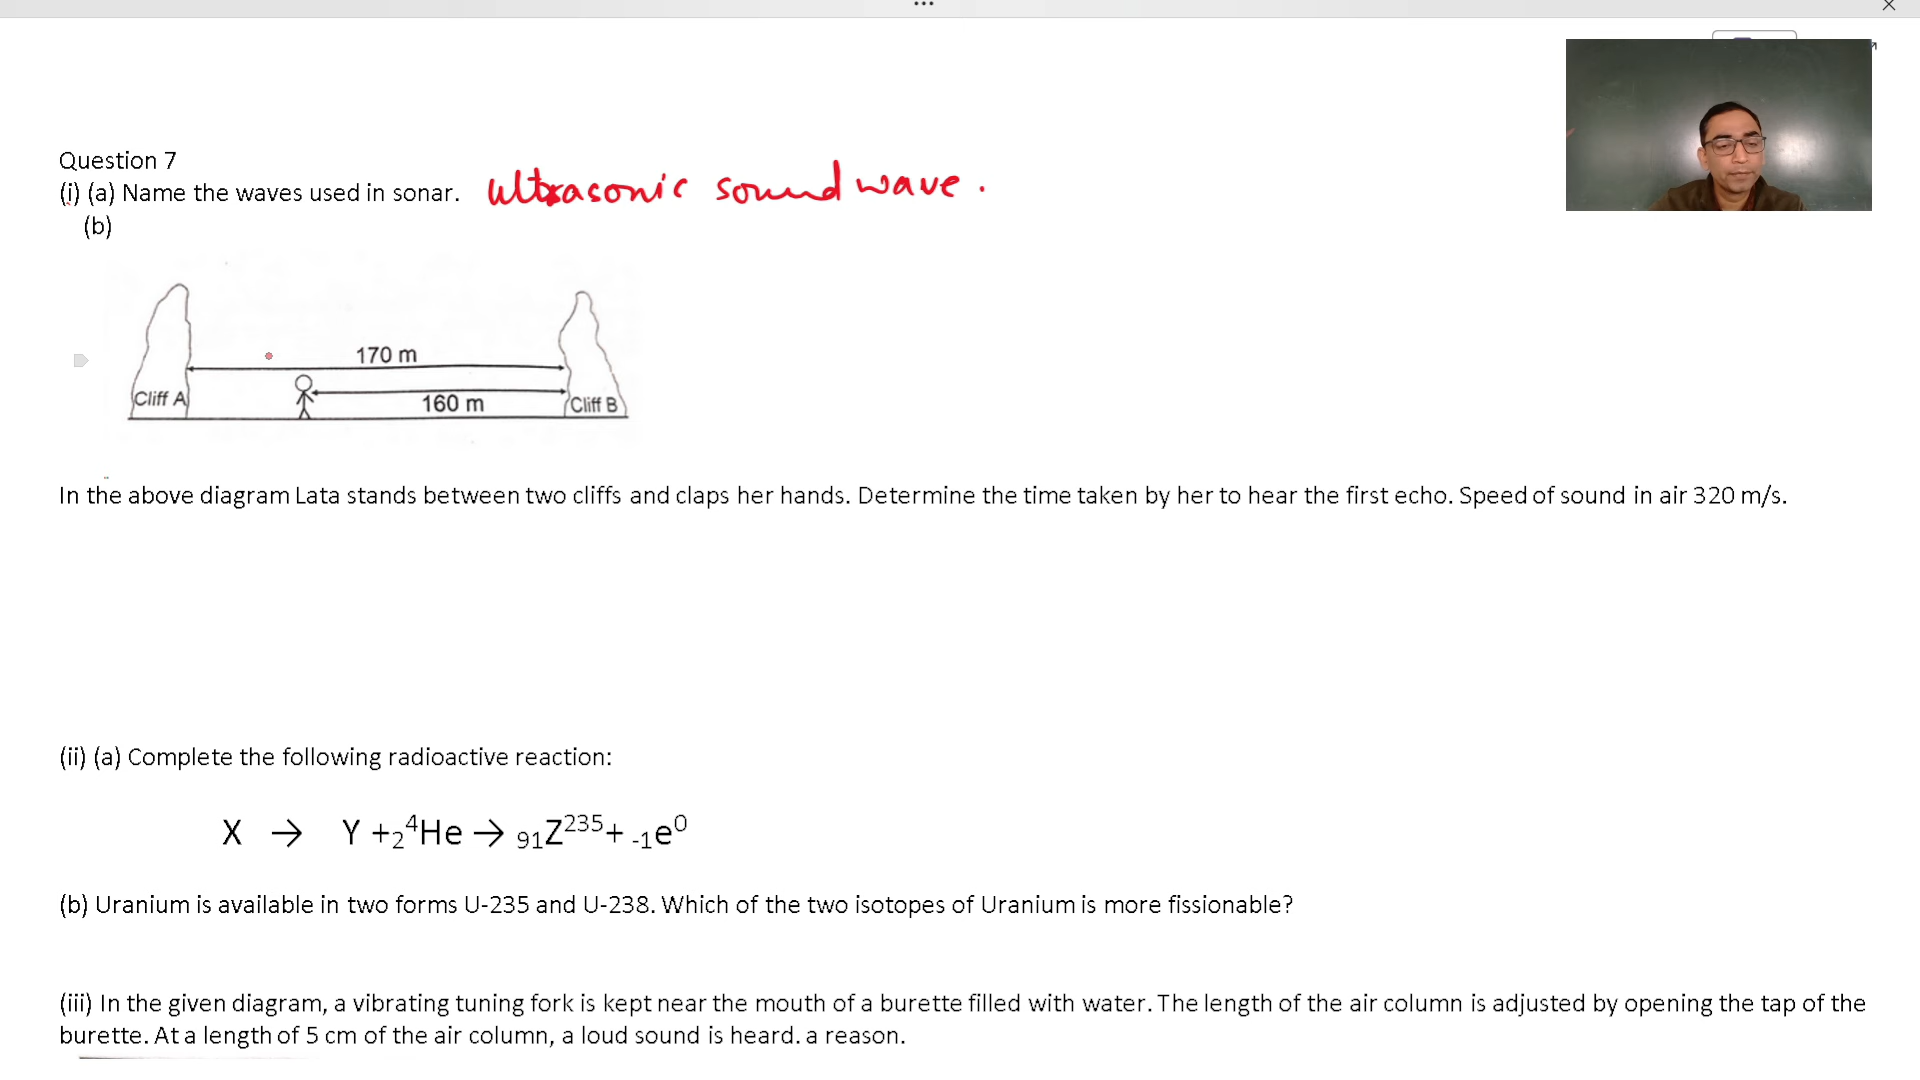 Question 7
(i) (a) Name the waves used in sonar. ultrasonic sound wave.
(b)
170 m
Cliff A
160 m
Cliff B
In the above diagram Lata stands between two cliffs and claps her hands. Determine the time taken by her to hear the first echo. Speed of sound in air 320 m/s.
(ii) (a) Complete the following radioactive reaction:
X → Y +₂⁴He → ₉₁Z²³⁵+ ₋₁e⁰
(b) Uranium is available in two forms U-235 and U-238. Which of the two isotopes of Uranium is more fissionable?
(iii) In the given diagram, a vibrating tuning fork is kept near the mouth of a burette filled with water. The length of the air column is adjusted by opening the tap of the
burette. At a length of 5 cm of the air column, a loud sound is heard. a reason.